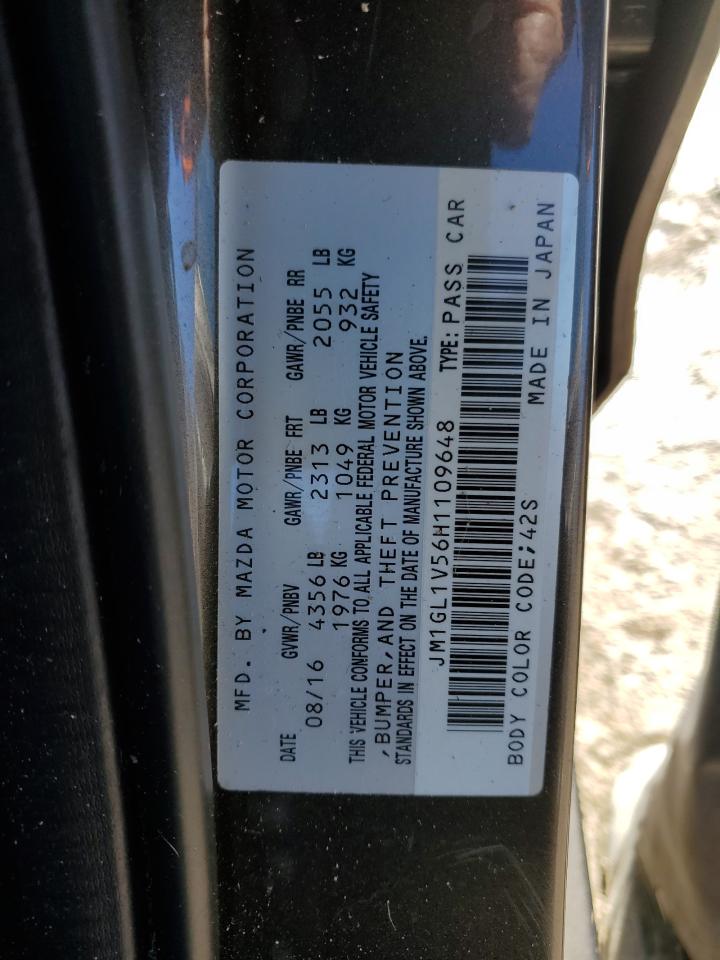 MFD. BY MAZDA MOTOR CORPORATION
DATE GVWR/PNBV GAWR/PNBE FRT GAWR/PNBE RR
08/16 4356 LB 2313 LB 2055 LB
1976 KG 1049 KG 932 KG
THIS VEHICLE CONFORMS TO ALL APPLICABLE FEDERAL MOTOR VEHICLE SAFETY
,BUMPER,AND THEFT PREVENTION
STANDARDS IN EFFECT ON THE DATE OF MANUFACTURE SHOWN ABOVE.
JM1GL1V56H1109648 TYPE: PASS CAR
BODY COLOR CODE;42S MADE IN JAPAN